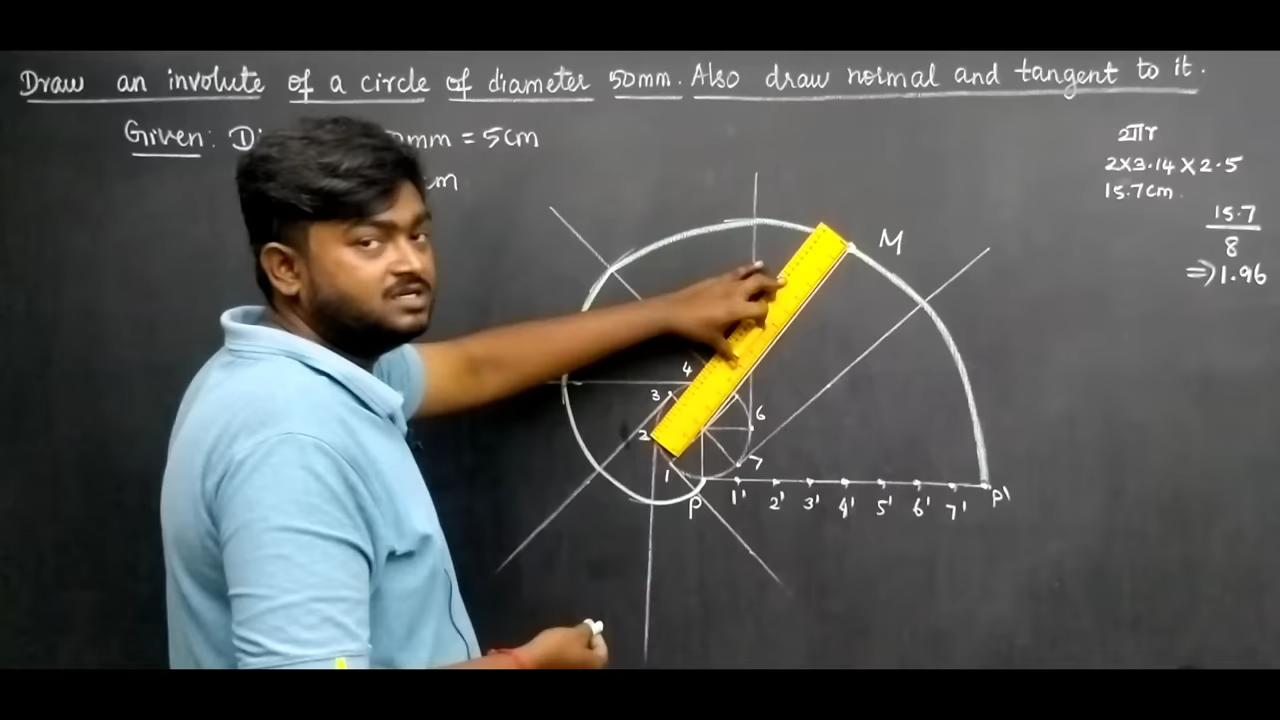 Draw an involute of a circle of diameter 50mm. Also draw normal and tangent to it.
Given: mm = 5cm
cm
2πr
2x3.14x2.5
15.7cm
15.7
8
=>1.96
M
4
3
2
6
1
7
P
1' 2' 3' 4' 5' 6' 7' P'